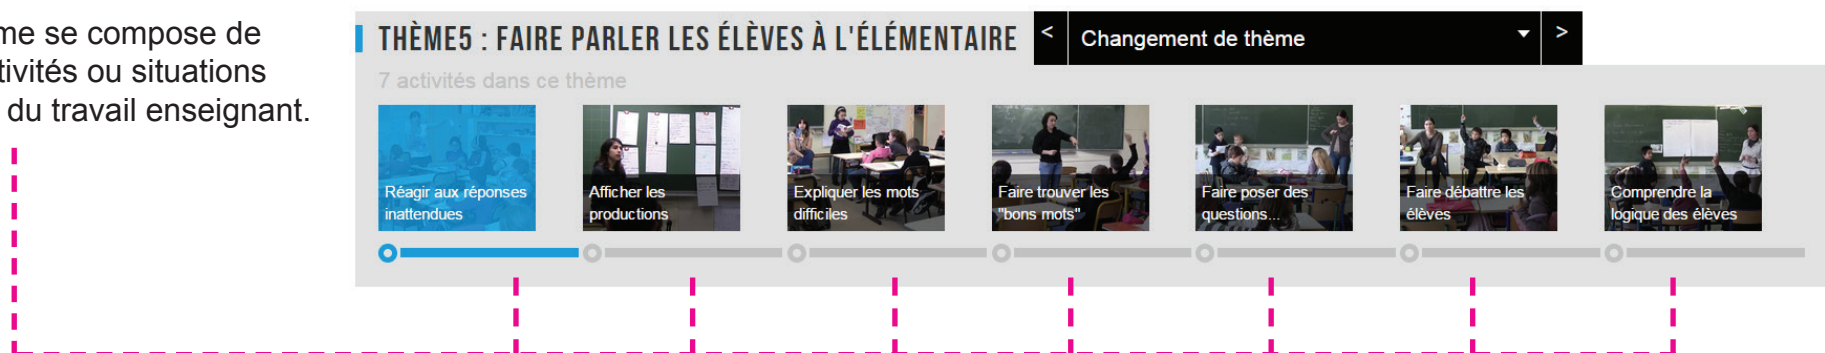 me se compose de
tivités ou situations
du travail enseignant.
THÈME5 : FAIRE PARLER LES ÉLÈVES À L'ÉLÉMENTAIRE
< Changement de thème >
7 activités dans ce thème
Réagir aux réponses
inattendues
Afficher les
productions
Expliquer les mots
difficiles
Faire trouver les
"bons mots"
Faire poser des
questions...
Faire débattre les
élèves
Comprendre la
logique des élèves